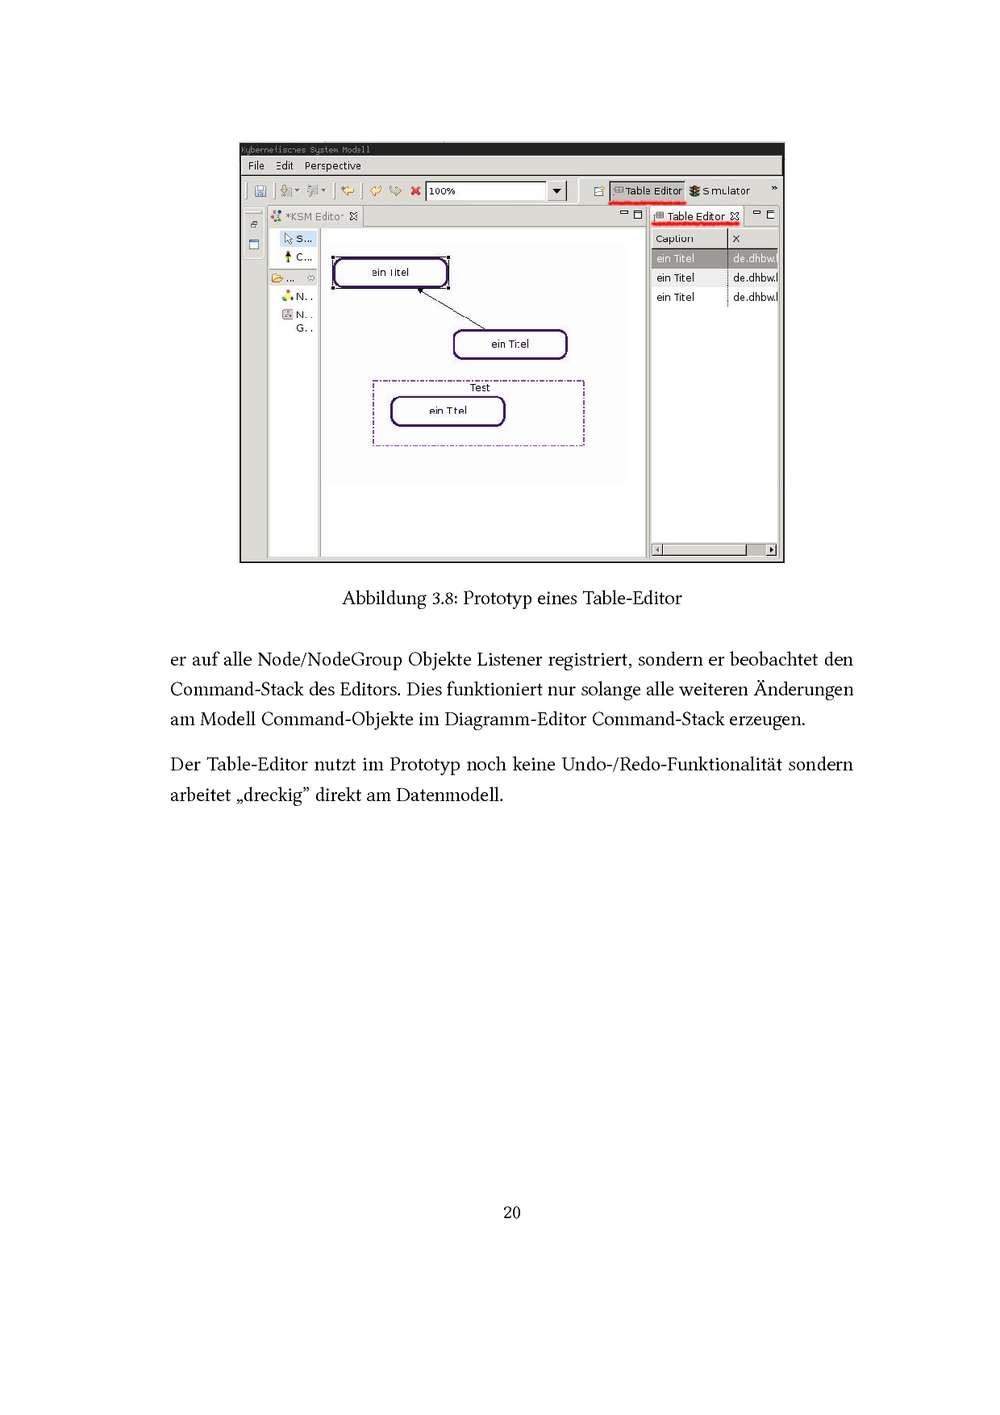 Kybernetisches System Modell
File Edit Perspective
100%
Table Editor
Simulator
»
*KSM Editor
Table Editor
S...
C...
...
N..
N..
G..
ein Titel
ein Titel
Test
ein Titel
Caption X
ein Titel de.dhbw.l
ein Titel de.dhbw.l
ein Titel de.dhbw.l
Abbildung 3.8: Prototyp eines Table-Editor
er auf alle Node/NodeGroup Objekte Listener registriert, sondern er beobachtet den
Command-Stack des Editors. Dies funktioniert nur solange alle weiteren Änderungen
am Modell Command-Objekte im Diagramm-Editor Command-Stack erzeugen.
Der Table-Editor nutzt im Prototyp noch keine Undo-/Redo-Funktionalität sondern
arbeitet „dreckig” direkt am Datenmodell.
20